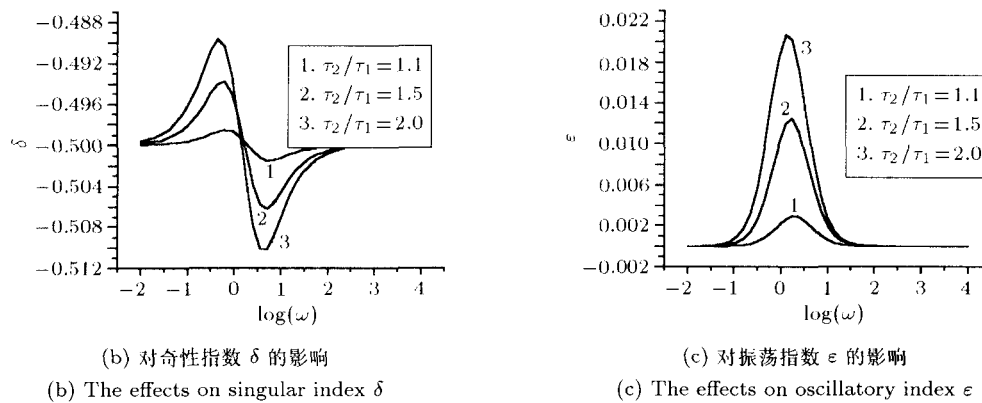 −0.488
−0.492
−0.496
−0.500
−0.504
−0.508
−0.512
δ
1. τ₂/τ₁=1.1
2. τ₂/τ₁=1.5
3. τ₂/τ₁=2.0
1
2
3
−2 −1 0 1 2 3 4
log(ω)
(b) 对奇性指数 δ 的影响
(b) The effects on singular index δ
0.022
0.018
0.014
0.010
0.006
0.002
−0.002
ε
3
2
1
1. τ₂/τ₁=1.1
2. τ₂/τ₁=1.5
3. τ₂/τ₁=2.0
−2 −1 0 1 2 3 4
log(ω)
(c) 对振荡指数 ε 的影响
(c) The effects on oscillatory index ε